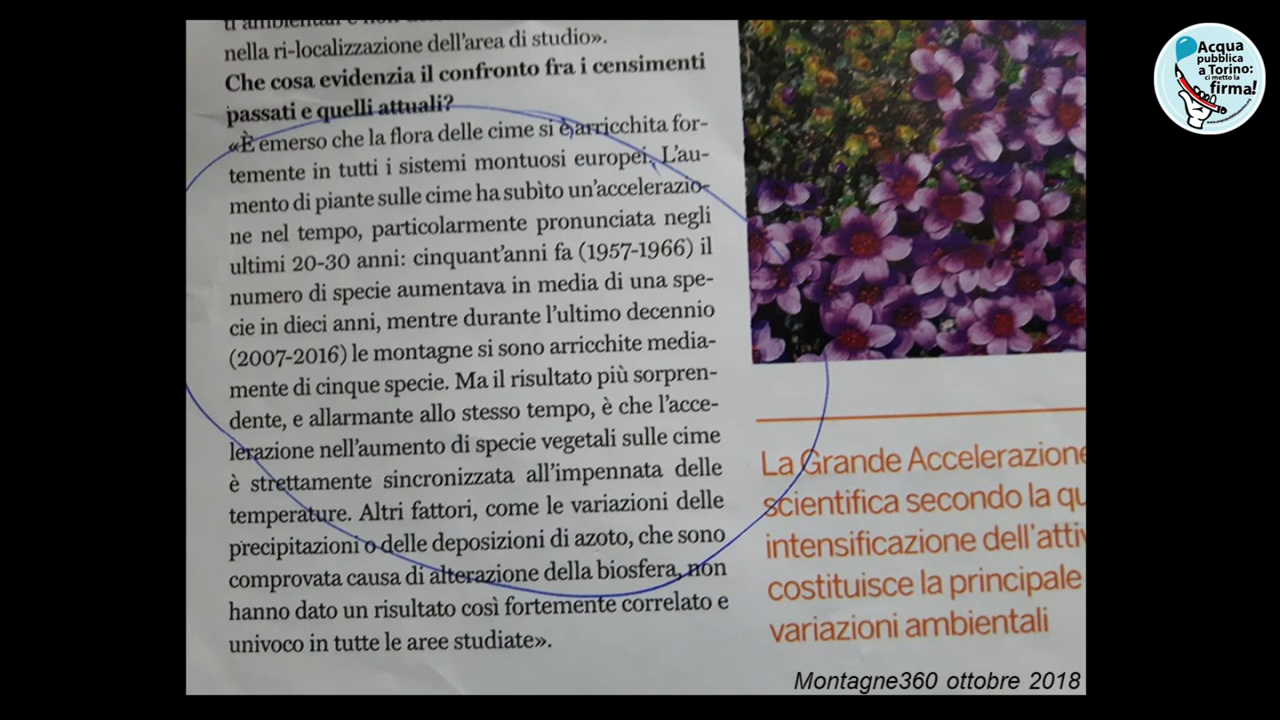 nella ri-localizzazione dell'area di studio».
Che cosa evidenzia il confronto fra i censimenti
passati e quelli attuali?
«È emerso che la flora delle cime si è arricchita for-
temente in tutti i sistemi montuosi europei. L'au-
mento di piante sulle cime ha subìto un'accelerazio-
ne nel tempo, particolarmente pronunciata negli
ultimi 20-30 anni: cinquant'anni fa (1957-1966) il
numero di specie aumentava in media di una spe-
cie in dieci anni, mentre durante l'ultimo decennio
(2007-2016) le montagne si sono arricchite media-
mente di cinque specie. Ma il risultato più sorpren-
dente, e allarmante allo stesso tempo, è che l'acce-
lerazione nell'aumento di specie vegetali sulle cime
è strettamente sincronizzata all'impennata delle
temperature. Altri fattori, come le variazioni delle
precipitazioni o delle deposizioni di azoto, che sono
comprovata causa di alterazione della biosfera, non
hanno dato un risultato così fortemente correlato e
univoco in tutte le aree studiate».
La Grande Accelerazione
scientifica secondo la qu
intensificazione dell'attiv
costituisce la principale
variazioni ambientali
Montagne360 ottobre 2018
Acqua
pubblica
a Torino:
ci metto la
firma!